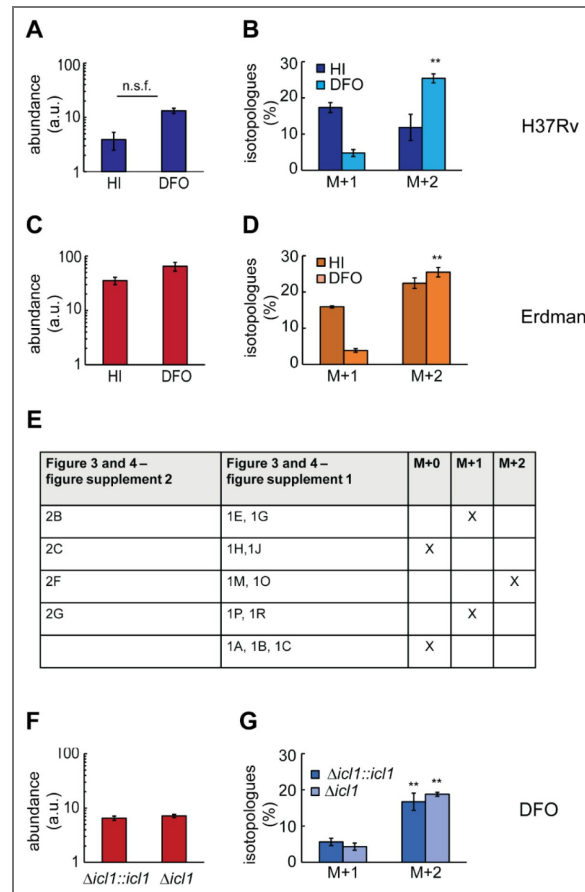 A
abundance
(a.u.)
100
10
1
n.s.f.
HI DFO
B
isotopologues
(%)
30
20
10
0
HI
DFO
**
M+1 M+2
H37Rv
C
abundance
(a.u.)
100
10
1
HI DFO
D
isotopologues
(%)
30
20
10
0
HI
DFO
**
M+1 M+2
Erdman
E
Figure 3 and 4 – Figure 3 and 4 – M+0 M+1 M+2
figure supplement 2 figure supplement 1
2B 1E, 1G X
2C 1H,1J X
2F 1M, 1O X
2G 1P, 1R X
1A, 1B, 1C X
F
abundance
(a.u.)
100
10
1
Δicl1::icl1 Δicl1
G
isotopologues
(%)
30
20
10
0
Δicl1::icl1
Δicl1
** **
M+1 M+2
DFO